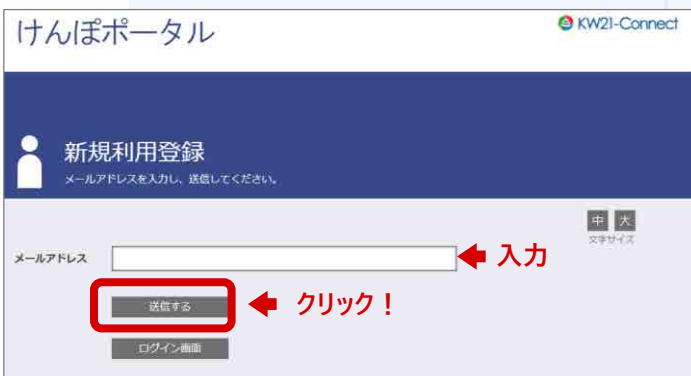 けんぽポータル
KW21-Connect
新規利用登録
メールアドレスを入力し、送信してください。
中 大
文字サイズ
メールアドレス
入力
送信する
クリック！
ログイン画面